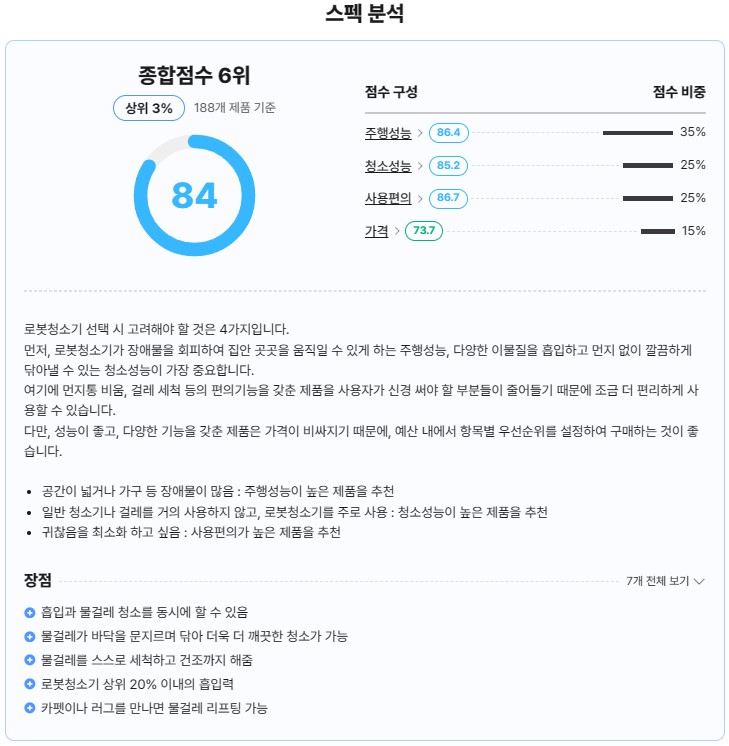 스펙 분석
종합점수 6위
상위 3% 188개 제품 기준
84
점수 구성 점수 비중
주행성능 > 86.4 35%
청소성능 > 85.2 25%
사용편의 > 86.7 25%
가격 > 73.7 15%
로봇청소기 선택 시 고려해야 할 것은 4가지입니다.
먼저, 로봇청소기가 장애물을 회피하여 집안 곳곳을 움직일 수 있게 하는 주행성능, 다양한 이물질을 흡입하고 먼지 없이 깔끔하게
닦아낼 수 있는 청소성능이 가장 중요합니다.
여기에 먼지통 비움, 걸레 세척 등의 편의기능을 갖춘 제품을 사용자가 신경 써야 할 부분들이 줄어들기 때문에 조금 더 편리하게 사
용할 수 있습니다.
다만, 성능이 좋고, 다양한 기능을 갖춘 제품은 가격이 비싸지기 때문에, 예산 내에서 항목별 우선순위를 설정하여 구매하는 것이 좋
습니다.
• 공간이 넓거나 가구 등 장애물이 많음 : 주행성능이 높은 제품을 추천
• 일반 청소기나 걸레를 거의 사용하지 않고, 로봇청소기를 주로 사용 : 청소성능이 높은 제품을 추천
• 귀찮음을 최소화 하고 싶음 : 사용편의가 높은 제품을 추천
장점 7개 전체 보기
흡입과 물걸레 청소를 동시에 할 수 있음
물걸레가 바닥을 문지르며 닦아 더욱 더 깨끗한 청소가 가능
물걸레를 스스로 세척하고 건조까지 해줌
로봇청소기 상위 20% 이내의 흡입력
카펫이나 러그를 만나면 물걸레 리프팅 가능